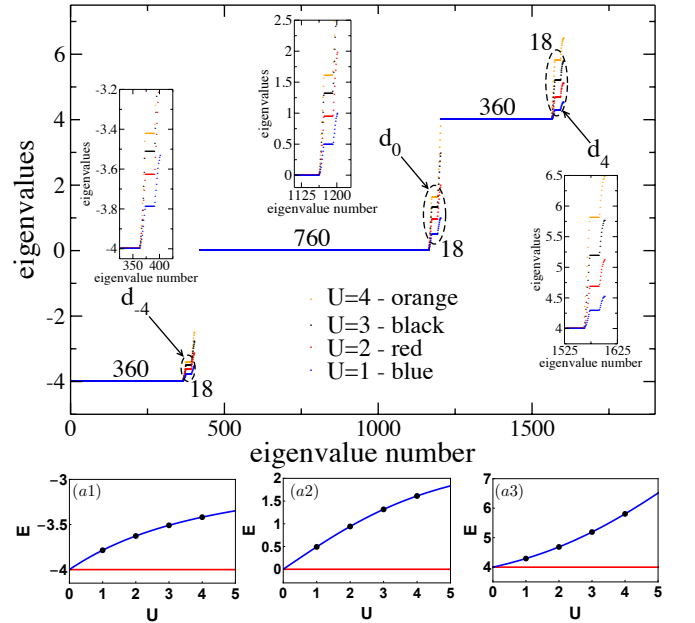 0 500 1000 1500
eigenvalue number
-4
-2
0
2
4
6
eigenvalues
360
18
d-4
760
18
d0
360
18
d4
U=4 - orange
U=3 - black
U=2 - red
U=1 - blue
-3.2
-3.4
-3.6
-3.8
-4
eigenvalues
350 400
eigenvalue number
2.5
2
1.5
1
0.5
0
eigenvalues
1125 1200
eigenvalue number
6.5
6
5.5
5
4.5
4
eigenvalues
1525 1625
eigenvalue number
(a1)
-3
-3.5
-4
E
0 1 2 3 4 5
U
(a2)
2
1.5
1
0.5
0
E
0 1 2 3 4 5
U
(a3)
7
6
5
4
E
0 1 2 3 4 5
U